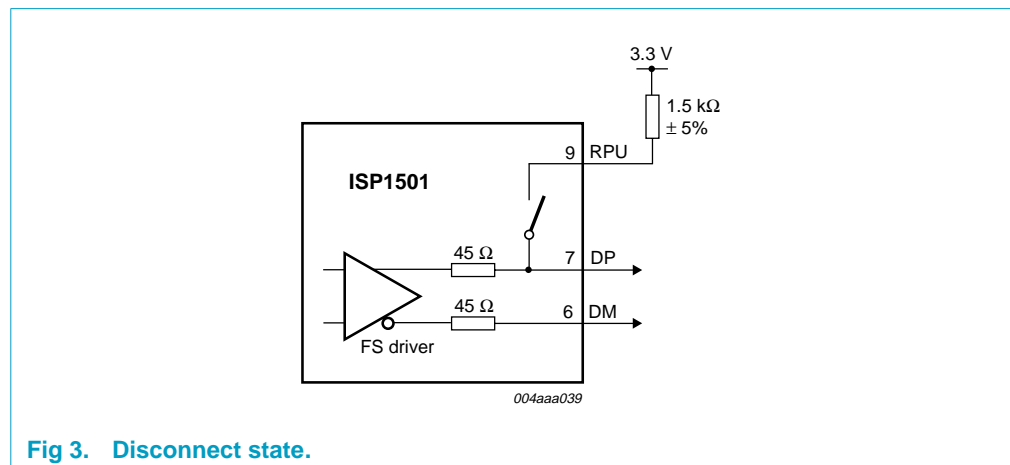 3.3 V
1.5 kΩ
± 5%
9 RPU
ISP1501
45 Ω
7 DP
45 Ω
6 DM
FS driver
004aaa039
Fig 3. Disconnect state.